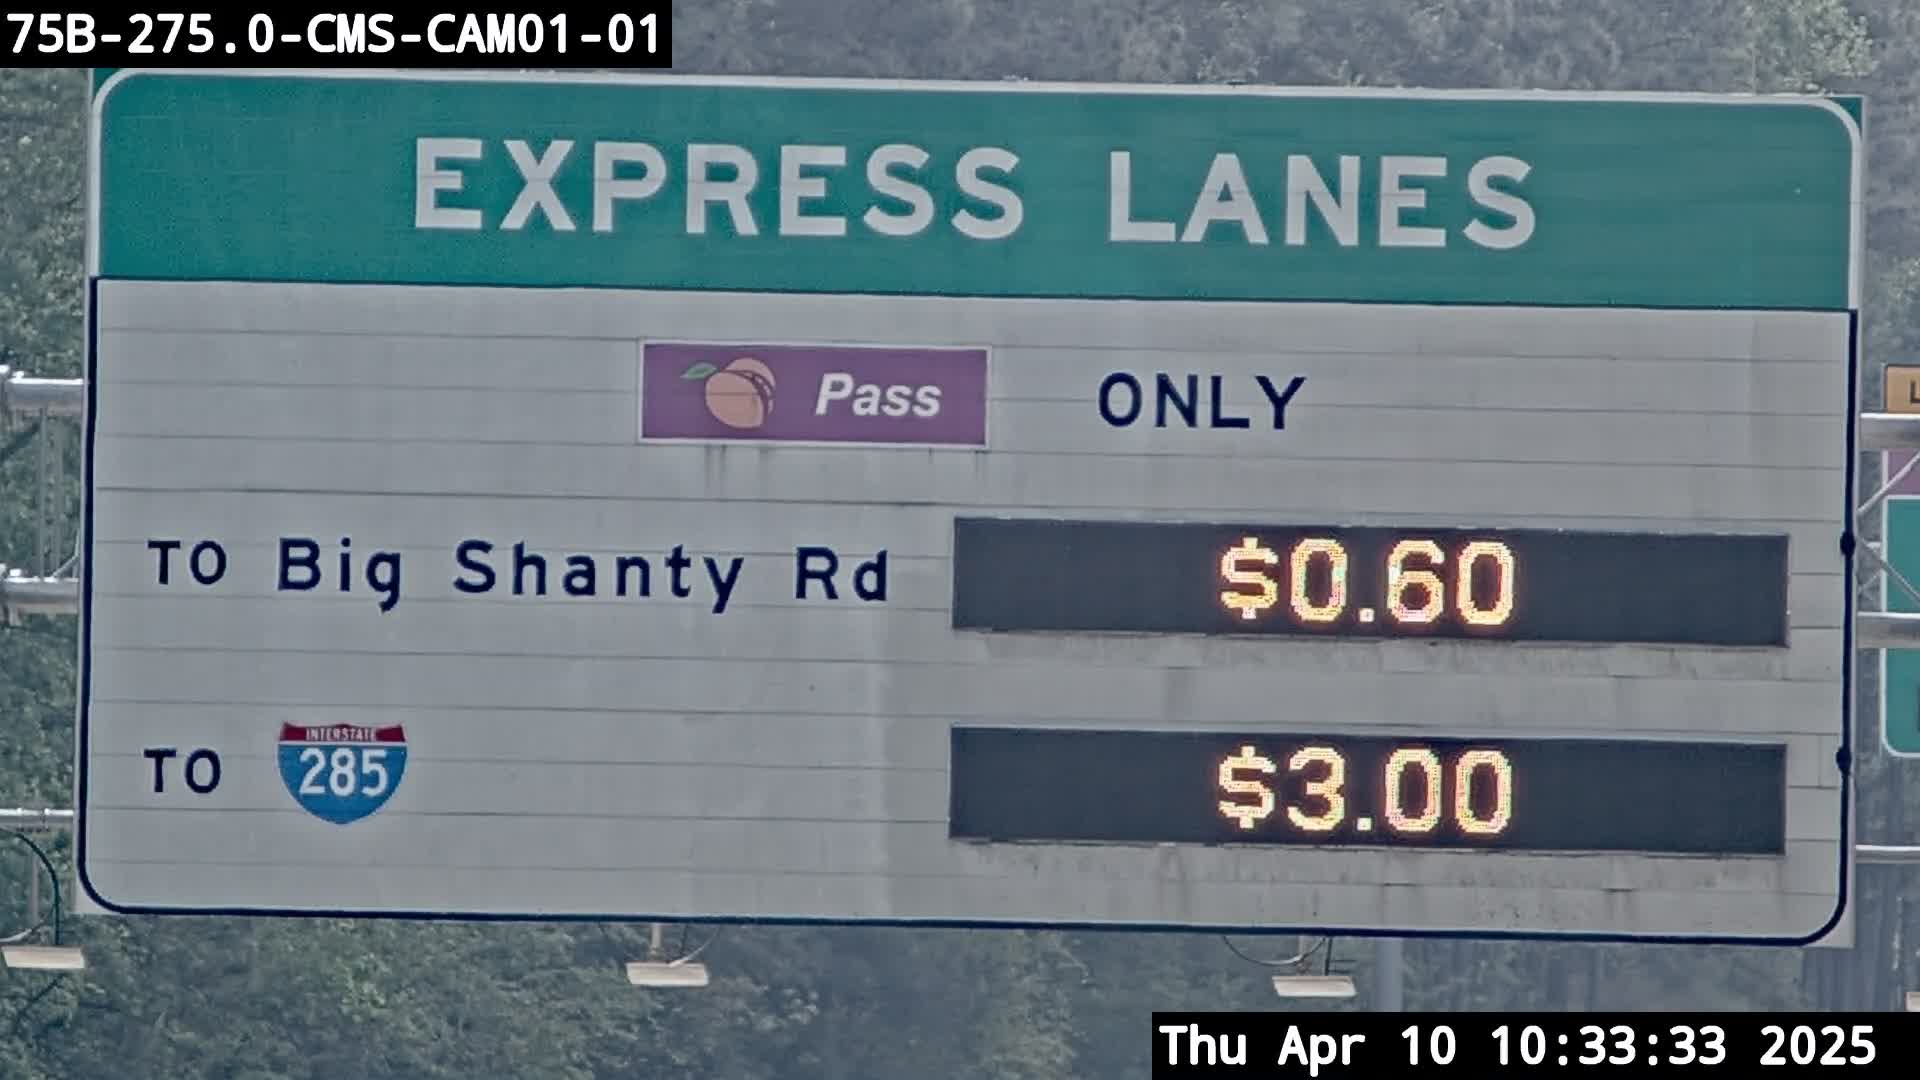 75B-275.0-CMS-CAM01-01
EXPRESS LANES
Pass ONLY
TO Big Shanty Rd $0.60
INTERSTATE
TO 285 $3.00
Thu Apr 10 10:33:33 2025